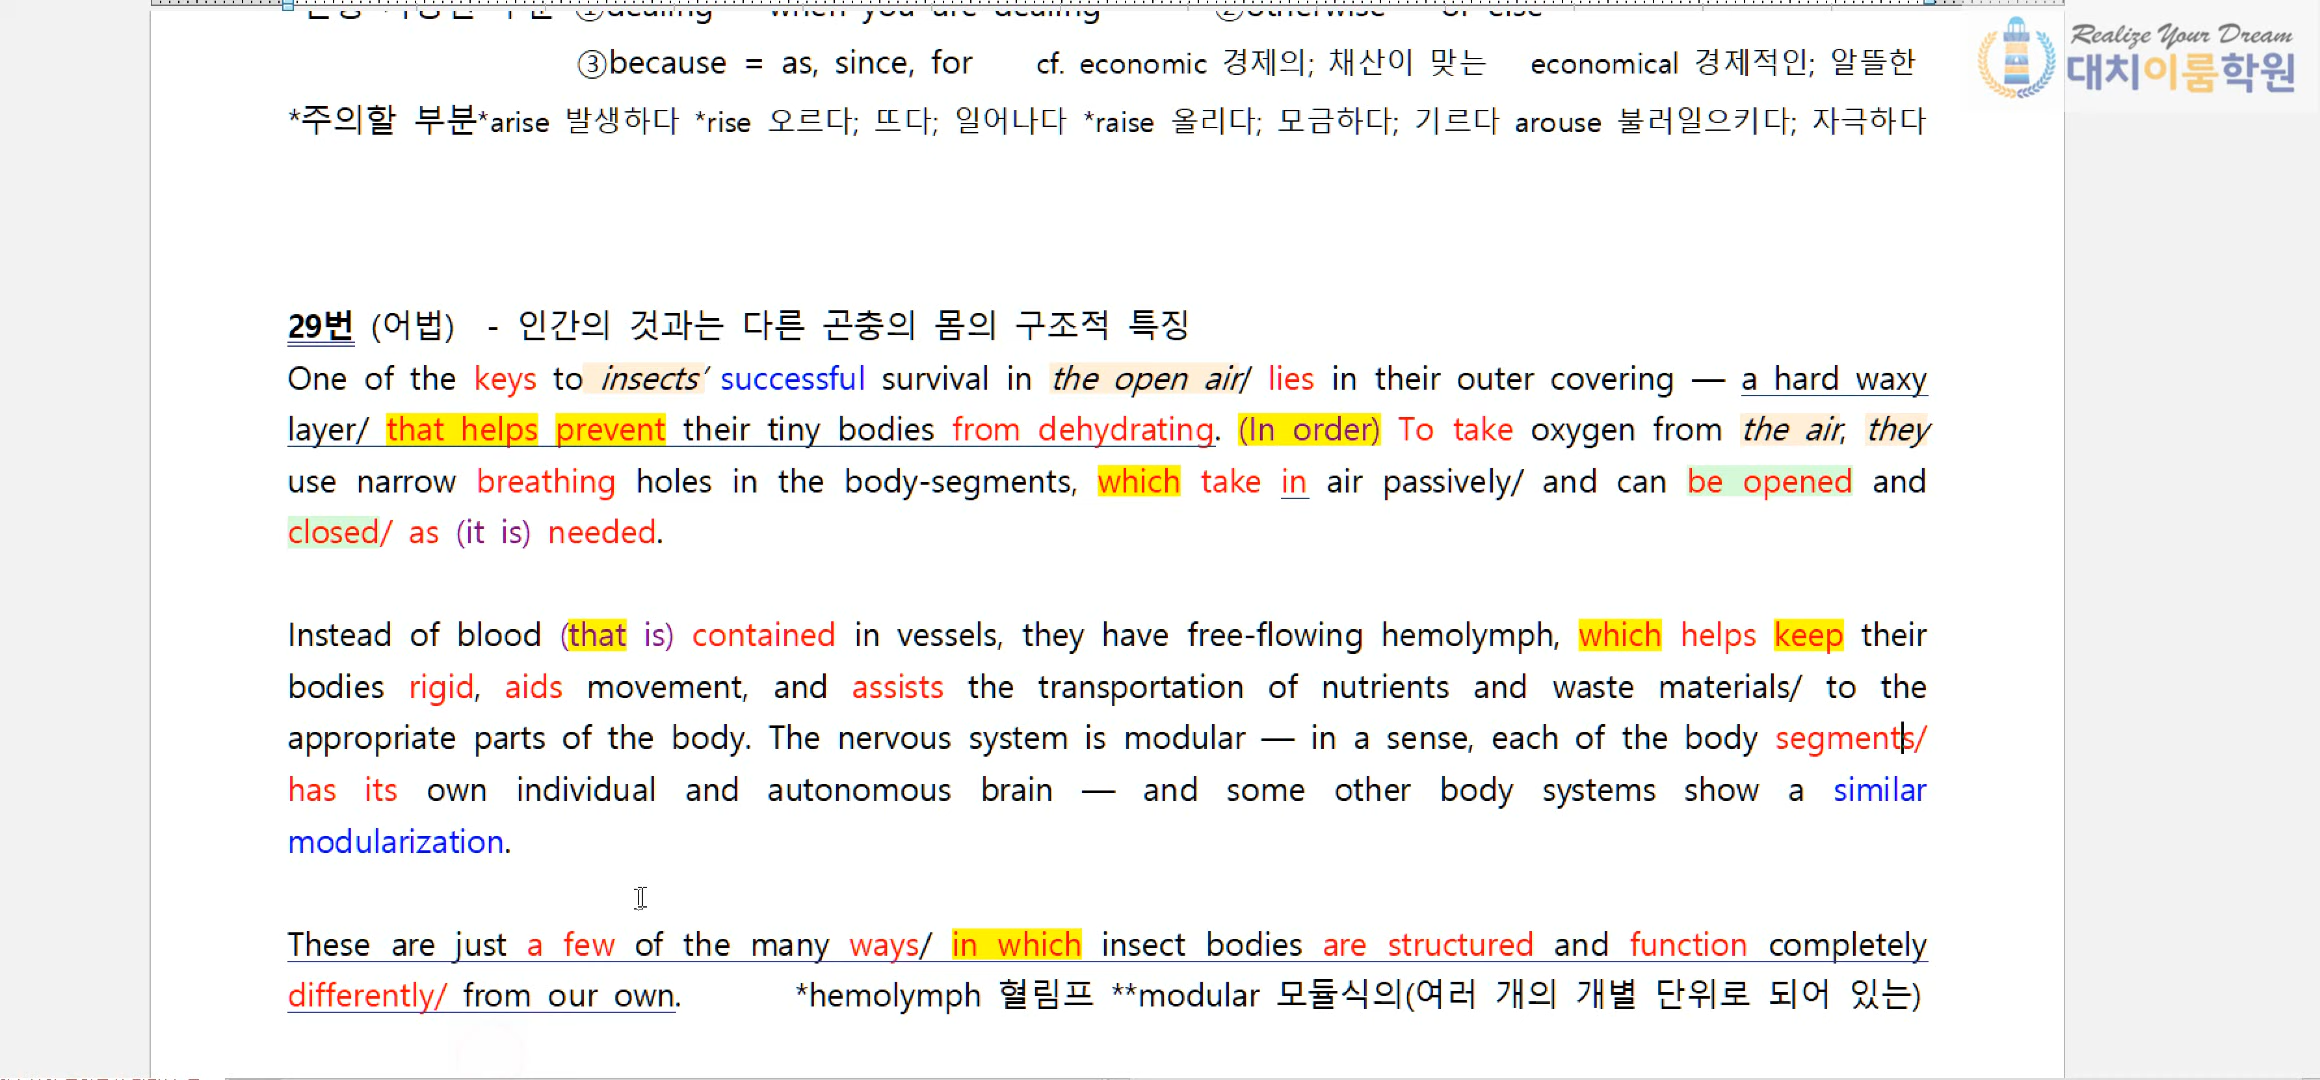 ①dealing when you are dealing ②otherwise or else
③because = as, since, for cf. economic 경제의; 채산이 맞는 economical 경제적인; 알뜰한
*주의할 부분*arise 발생하다 *rise 오르다; 뜨다; 일어나다 *raise 올리다; 모금하다; 기르다 arouse 불러일으키다; 자극하다
Realize Your Dream
대치이룸학원
29번 (어법) - 인간의 것과는 다른 곤충의 몸의 구조적 특징
One of the keys to insects’ successful survival in the open air/ lies in their outer covering — a hard waxy
layer/ that helps prevent their tiny bodies from dehydrating. (In order) To take oxygen from the air, they
use narrow breathing holes in the body-segments, which take in air passively/ and can be opened and
closed/ as (it is) needed.
Instead of blood (that is) contained in vessels, they have free-flowing hemolymph, which helps keep their
bodies rigid, aids movement, and assists the transportation of nutrients and waste materials/ to the
appropriate parts of the body. The nervous system is modular — in a sense, each of the body segments/
has its own individual and autonomous brain — and some other body systems show a similar
modularization.
These are just a few of the many ways/ in which insect bodies are structured and function completely
differently/ from our own. *hemolymph 혈림프 **modular 모듈식의(여러 개의 개별 단위로 되어 있는)